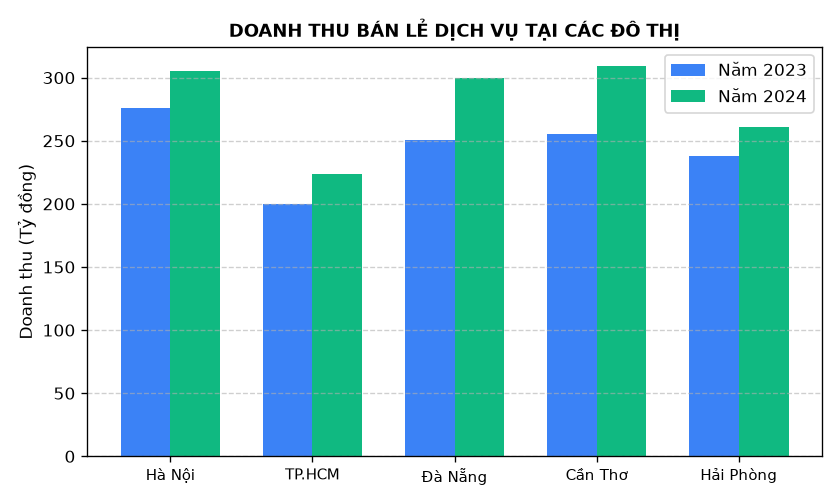 DOANH THU BÁN LẺ DỊCH VỤ TẠI CÁC ĐÔ THỊ
Năm 2023
Năm 2024
Doanh thu (Tỷ đồng)
300
250
200
150
100
50
0
Hà Nội
TP.HCM
Đà Nẵng
Cần Thơ
Hải Phòng